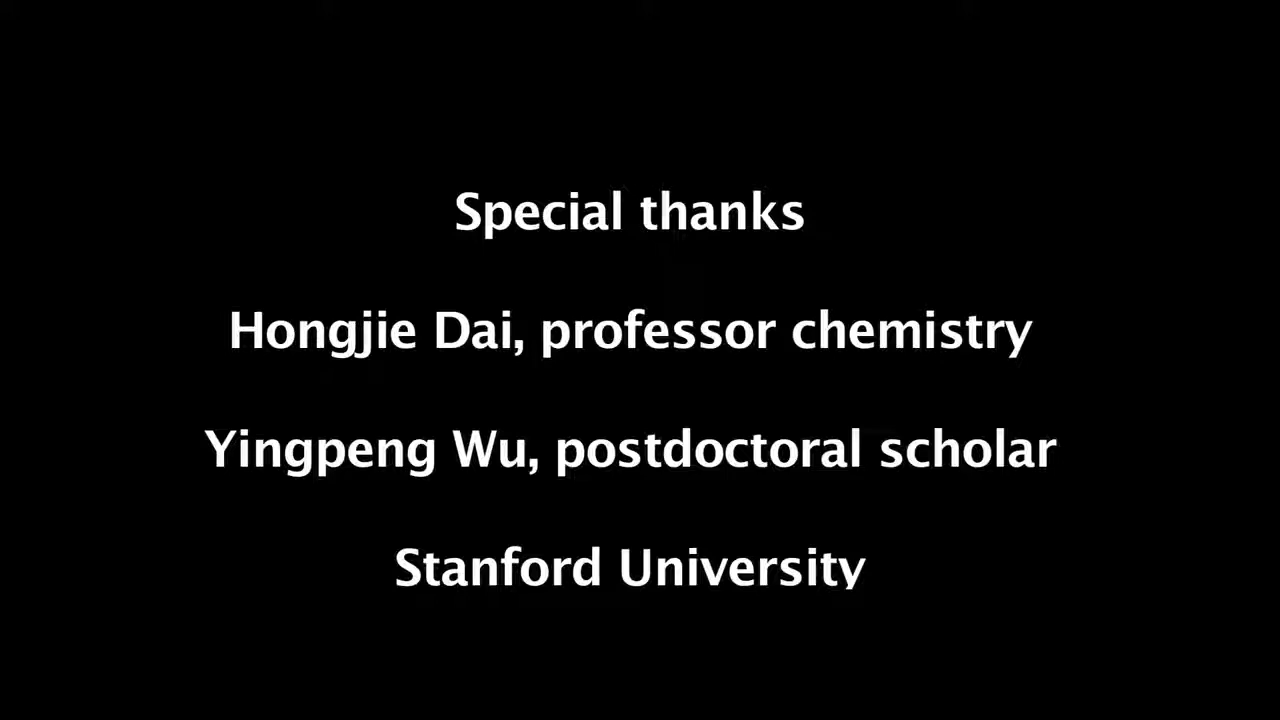 Special thanks
Hongjie Dai, professor chemistry
Yingpeng Wu, postdoctoral scholar
Stanford University